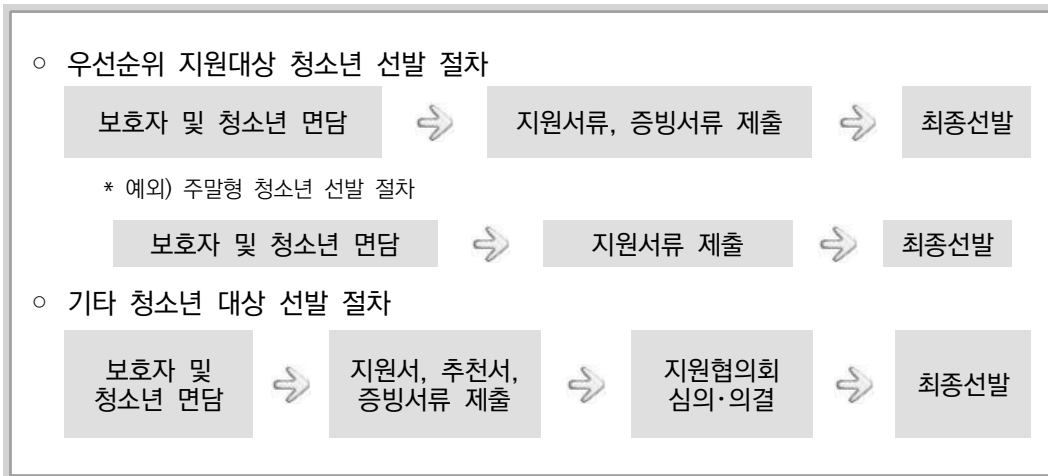 ○ 우선순위 지원대상 청소년 선발 절차
보호자 및 청소년 면담
지원서류, 증빙서류 제출
최종선발
* 예외) 주말형 청소년 선발 절차
보호자 및 청소년 면담
지원서류 제출
최종선발
○ 기타 청소년 대상 선발 절차
보호자 및
청소년 면담
지원서, 추천서,
증빙서류 제출
지원협의회
심의·의결
최종선발